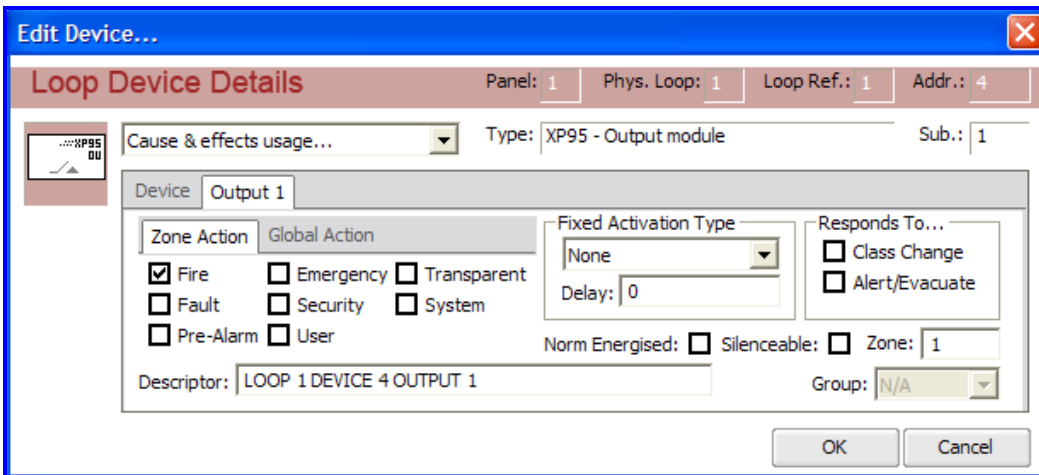 Edit Device...
Loop Device Details Panel: 1 Phys. Loop: 1 Loop Ref.: 1 Addr.: 4
XP95 OU
Cause & effects usage... Type: XP95 - Output module Sub.: 1
Device Output 1
Zone Action Global Action Fixed Activation Type Responds To...
None Class Change
Fire Emergency Transparent Alert/Evacuate
Fault Security System Delay: 0
Pre-Alarm User Norm Energised: Silenceable: Zone: 1
Descriptor: LOOP 1 DEVICE 4 OUTPUT 1 Group: N/A
OK Cancel